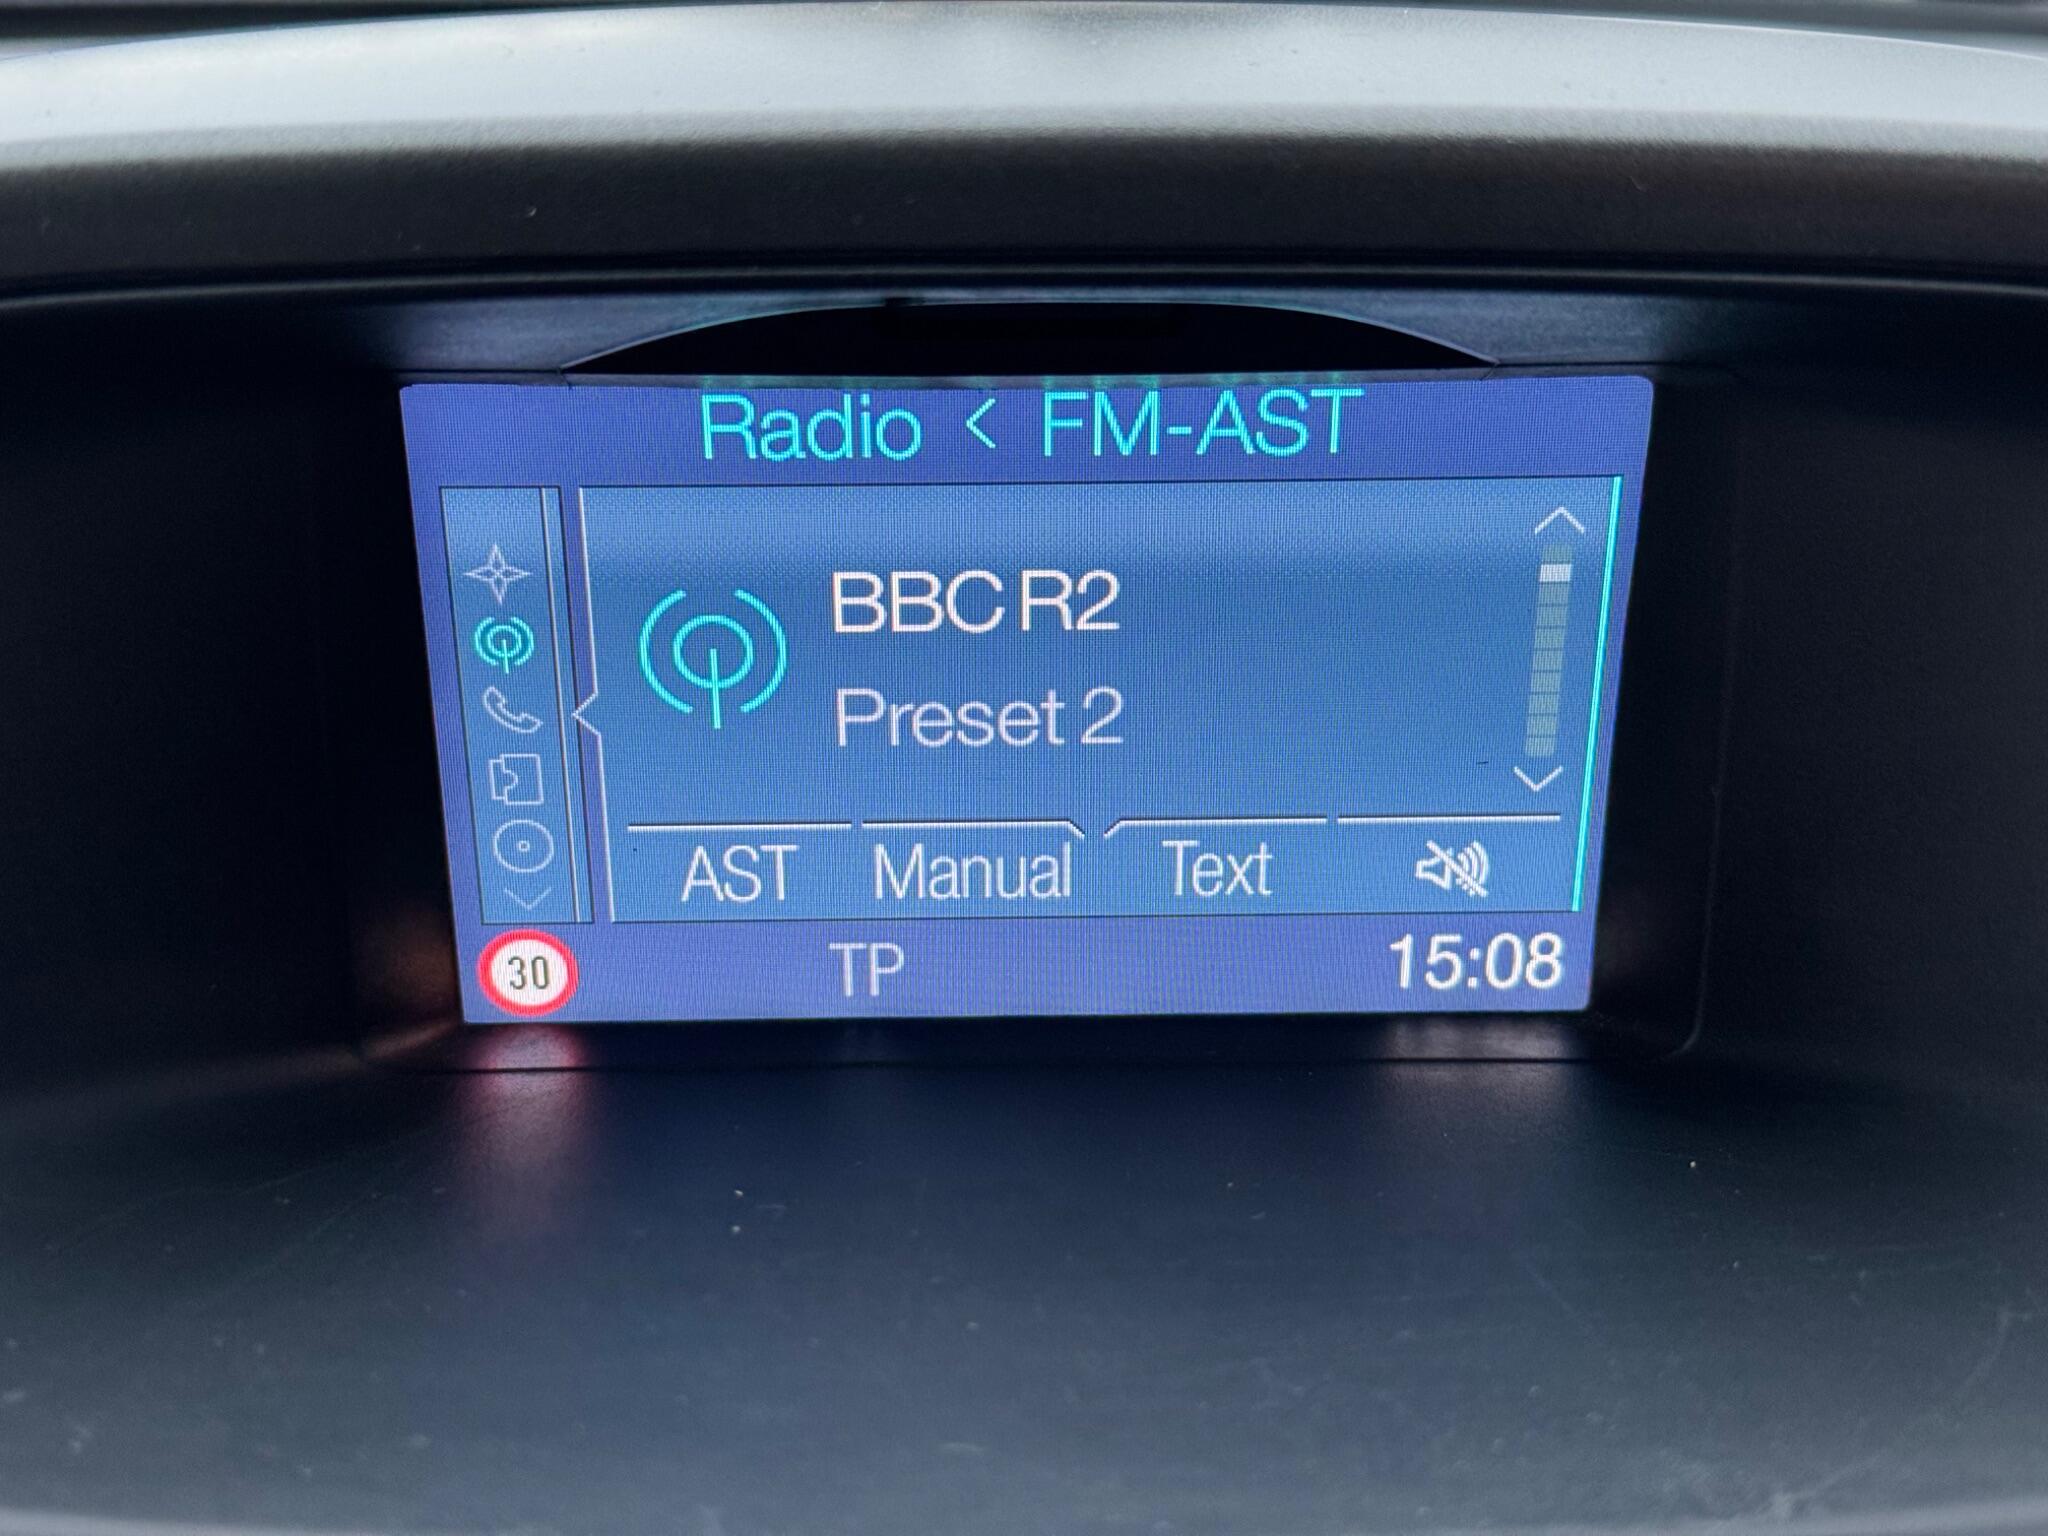 Radio < FM-AST
BBC R2
Preset 2
AST Manual Text
30 TP 15:08